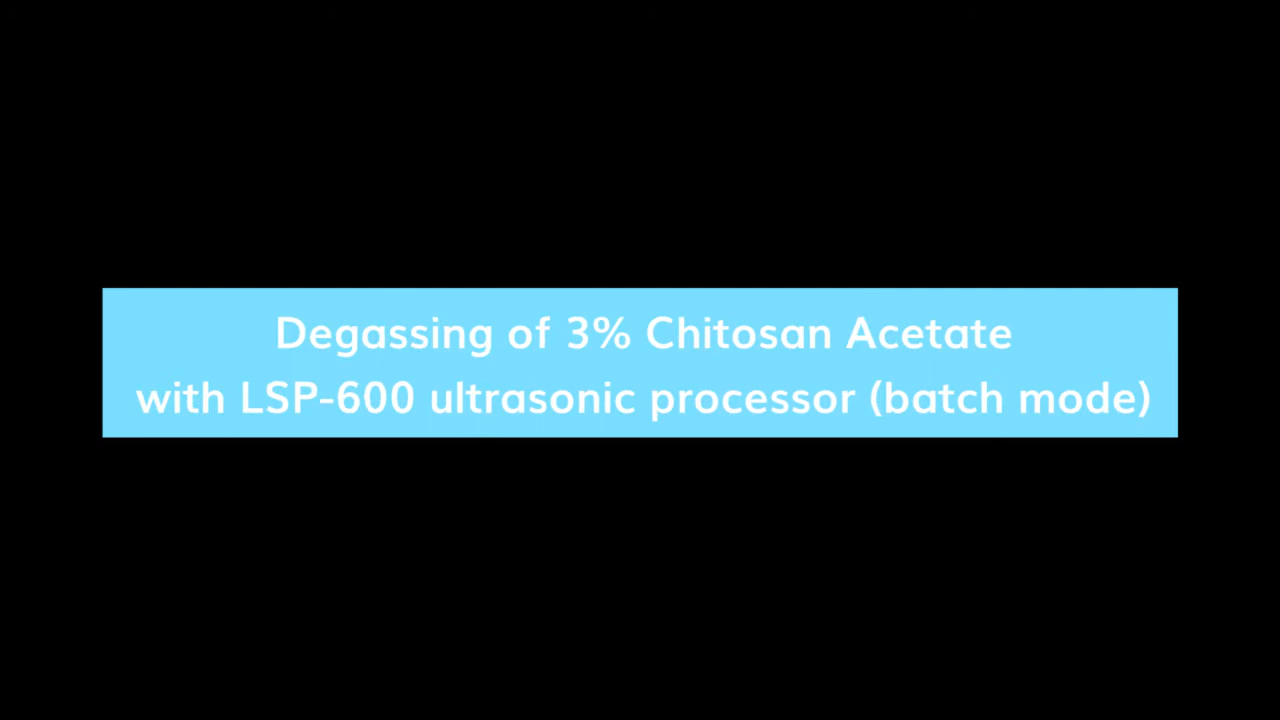 Degassing of 3% Chitosan Acetate
with LSP-600 ultrasonic processor (batch mode)